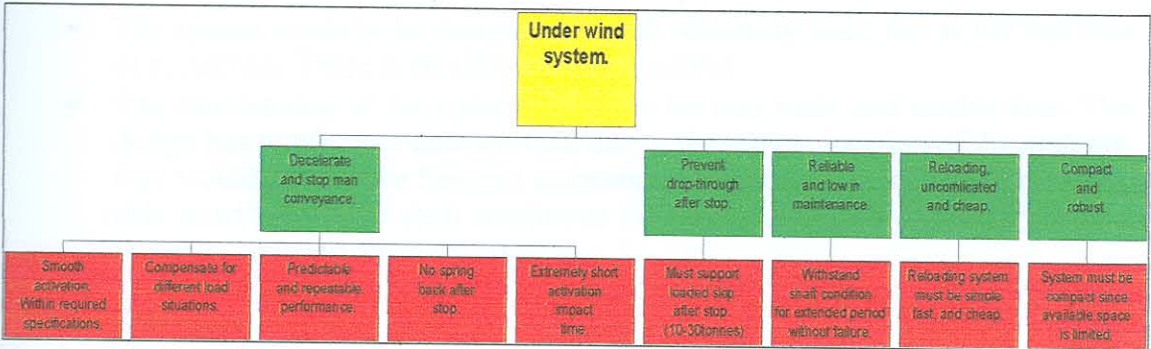 Under wind
system.
Decelerate
and stop man
conveyance.
Prevent
drop-through
after stop.
Reliable
and low in
maintenance.
Reloading,
uncomlicated
and cheap.
Compact
and
robust.
Smooth
activation.
Within required
specifications.
Compensate for
different load
situations.
Predictable
and repeatable
performance.
No spring
back after
stop.
Extremely short
activation
impact
time.
Must support
loaded skip
after stop.
(10-30tonnes)
Withstand
shaft condition
for extended period
without failure.
Reloading system
must be simple
fast, and cheap.
System must be
compact since
available space
is limited.